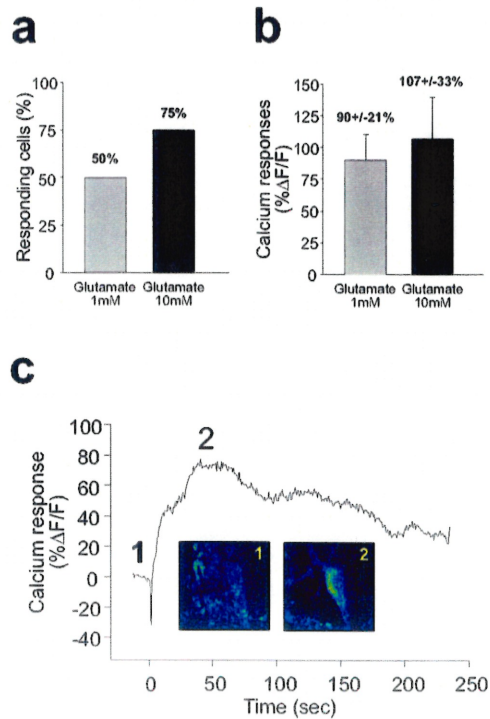 a
Responding cells (%)
100
75
50
25
0
75%
50%
Glutamate Glutamate
1mM 10mM
b
Calcium responses
(%ΔF/F)
150
125
100
75
50
25
0
107+/-33%
90+/-21%
Glutamate Glutamate
1mM 10mM
c
Calcium response
(%ΔF/F)
100
80
60
40
20
0
-20
-40
2
1
1
2
0 50 100 150 200 250
Time (sec)